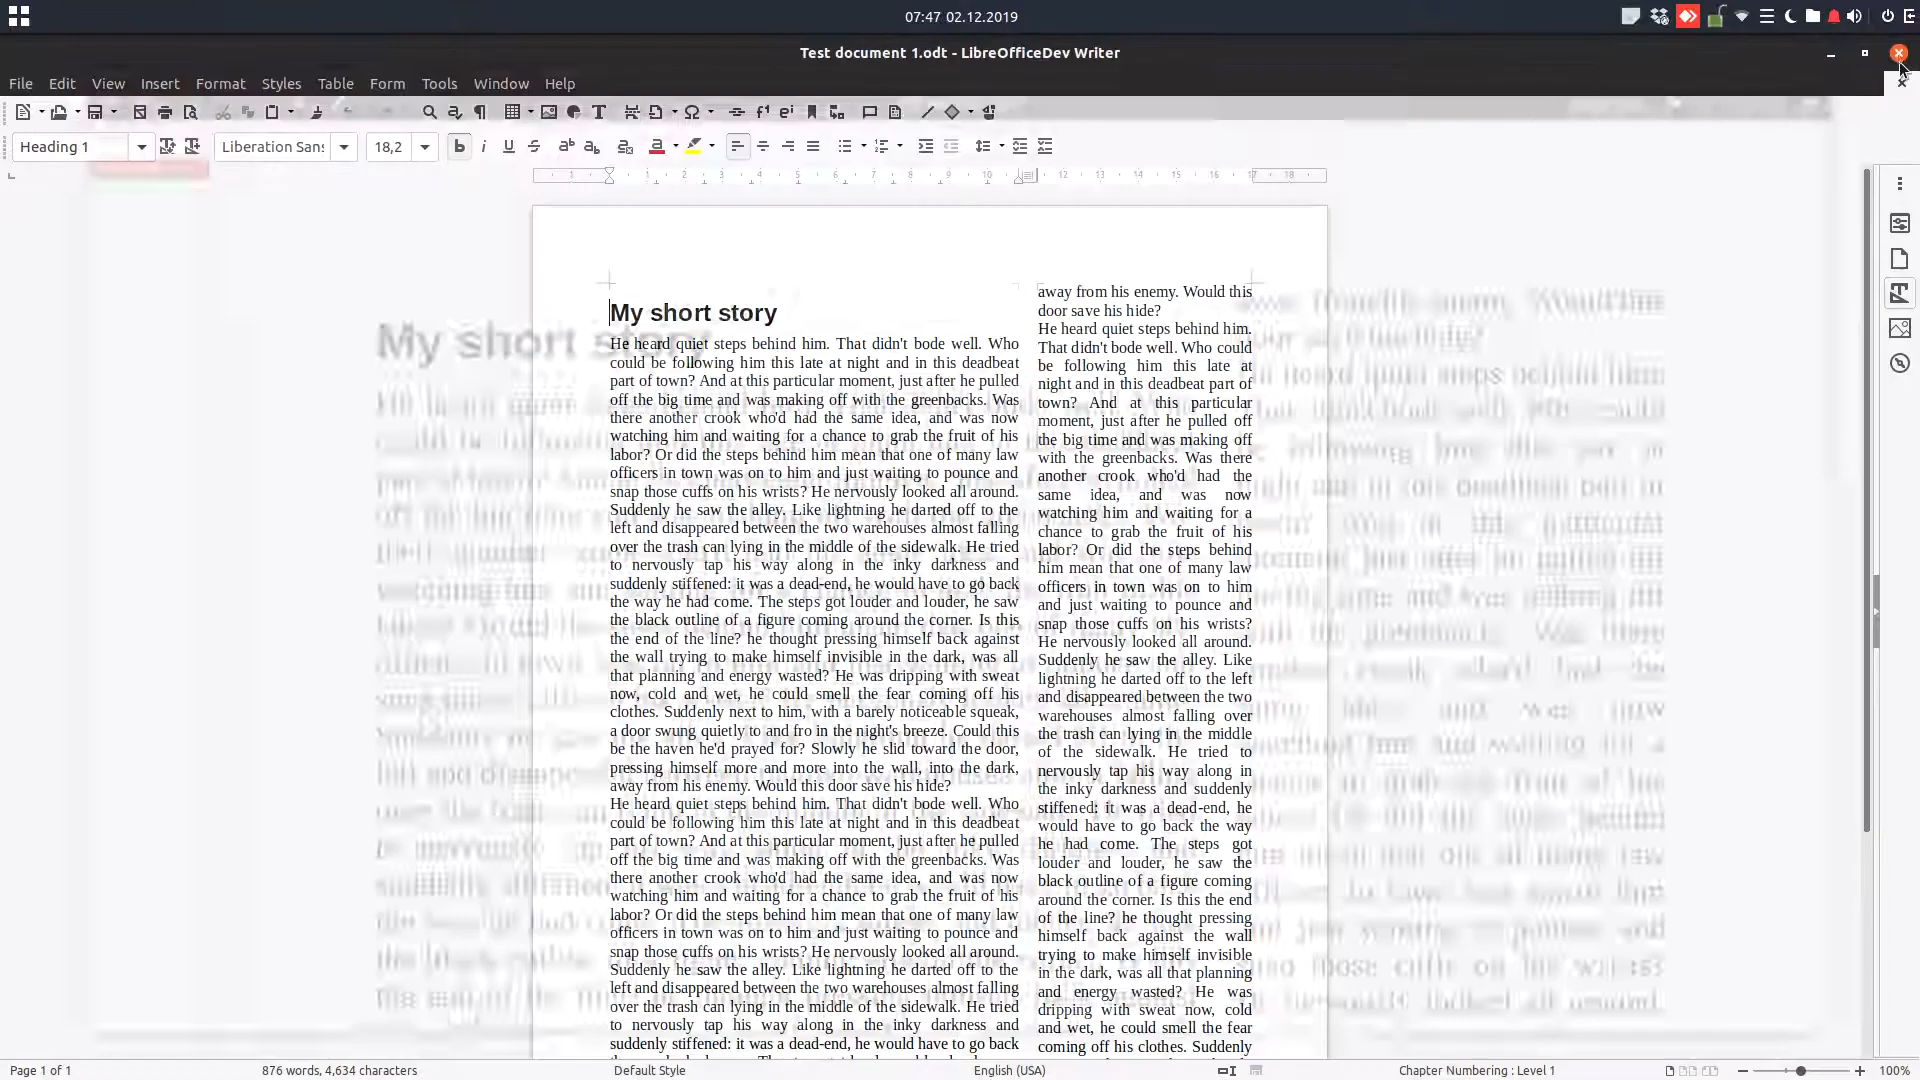 07:47 02.12.2019
Test document 1.odt - LibreOfficeDev Writer
File Edit View Insert Format Styles Table Form Tools Window Help
Heading 1 Liberation Sans 18,2
1 1 2 3 4 5 6 7 8 9 10 12 13 14 15 16 17 18
My short story
He heard quiet steps behind him. That didn't bode well. Who
could be following him this late at night and in this deadbeat
part of town? And at this particular moment, just after he pulled
off the big time and was making off with the greenbacks. Was
there another crook who'd had the same idea, and was now
watching him and waiting for a chance to grab the fruit of his
labor? Or did the steps behind him mean that one of many law
officers in town was on to him and just waiting to pounce and
snap those cuffs on his wrists? He nervously looked all around.
Suddenly he saw the alley. Like lightning he darted off to the
left and disappeared between the two warehouses almost falling
over the trash can lying in the middle of the sidewalk. He tried
to nervously tap his way along in the inky darkness and
suddenly stiffened: it was a dead-end, he would have to go back
the way he had come. The steps got louder and louder, he saw
the black outline of a figure coming around the corner. Is this
the end of the line? he thought pressing himself back against
the wall trying to make himself invisible in the dark, was all
that planning and energy wasted? He was dripping with sweat
now, cold and wet, he could smell the fear coming off his
clothes. Suddenly next to him, with a barely noticeable squeak,
a door swung quietly to and fro in the night's breeze. Could this
be the haven he'd prayed for? Slowly he slid toward the door,
pressing himself more and more into the wall, into the dark,
away from his enemy. Would this door save his hide?
He heard quiet steps behind him. That didn't bode well. Who
could be following him this late at night and in this deadbeat
part of town? And at this particular moment, just after he pulled
off the big time and was making off with the greenbacks. Was
there another crook who'd had the same idea, and was now
watching him and waiting for a chance to grab the fruit of his
labor? Or did the steps behind him mean that one of many law
officers in town was on to him and just waiting to pounce and
snap those cuffs on his wrists? He nervously looked all around.
Suddenly he saw the alley. Like lightning he darted off to the
left and disappeared between the two warehouses almost falling
over the trash can lying in the middle of the sidewalk. He tried
to nervously tap his way along in the inky darkness and
suddenly stiffened: it was a dead-end, he would have to go back
away from his enemy. Would this
door save his hide?
He heard quiet steps behind him.
That didn't bode well. Who could
be following him this late at
night and in this deadbeat part of
town? And at this particular
moment, just after he pulled off
the big time and was making off
with the greenbacks. Was there
another crook who'd had the
same idea, and was now
watching him and waiting for a
chance to grab the fruit of his
labor? Or did the steps behind
him mean that one of many law
officers in town was on to him
and just waiting to pounce and
snap those cuffs on his wrists?
He nervously looked all around.
Suddenly he saw the alley. Like
lightning he darted off to the left
and disappeared between the two
warehouses almost falling over
the trash can lying in the middle
of the sidewalk. He tried to
nervously tap his way along in
the inky darkness and suddenly
stiffened: it was a dead-end, he
would have to go back the way
he had come. The steps got
louder and louder, he saw the
black outline of a figure coming
around the corner. Is this the end
of the line? he thought pressing
himself back against the wall
trying to make himself invisible
in the dark, was all that planning
and energy wasted? He was
dripping with sweat now, cold
and wet, he could smell the fear
coming off his clothes. Suddenly
Page 1 of 1 876 words, 4,634 characters Default Style English (USA) Chapter Numbering : Level 1 100%